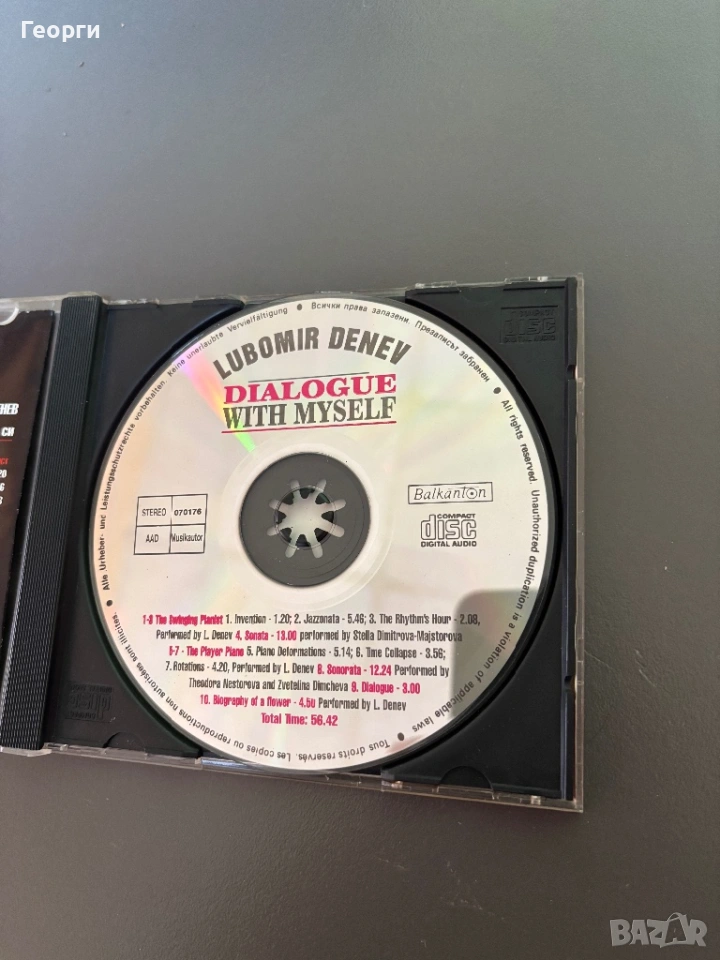 Георги
ЕНЕВ
Всички права запазени. Презаписът забранен
All rights reserved. Unauthorized duplication is a violation of applicable laws
Tous droits reservés. Les copies ou reproductions non autorisées sont illicites.
Alle Urheber- und Leistungsschutzrechte vorbehalten. Keine unerlaubte Vervielfältigung
LUBOMIR DENEV
DIALOGUE
WITH MYSELF
STEREO 070176
AAD Musikautor
Balkanton
COMPACT
disc
DIGITAL AUDIO
1-3 The Swinging Pianist 1. Invention - 1.20; 2. Jazznata - 5.46; 3. The Rhythm's Hour - 2.08,
Performed by L. Denev 4. Sonata - 13.00 performed by Stella Dimitrova-Majstorova
5-7 - The Player Piano 5. Piano Deformations - 5.14; 6. Time Collapse - 3.56;
7. Rotations - 4.20, Performed by L. Denev 8. Sonorata - 12.24 Performed by
Theodora Nestorova and Zvetelina Dimcheva 9. Dialogue - 3.00
10. Biography of a flower - 4.50 Performed by L. Denev
Total Time: 56.42
DISC
DIGITAL AUDIO
BAZAR